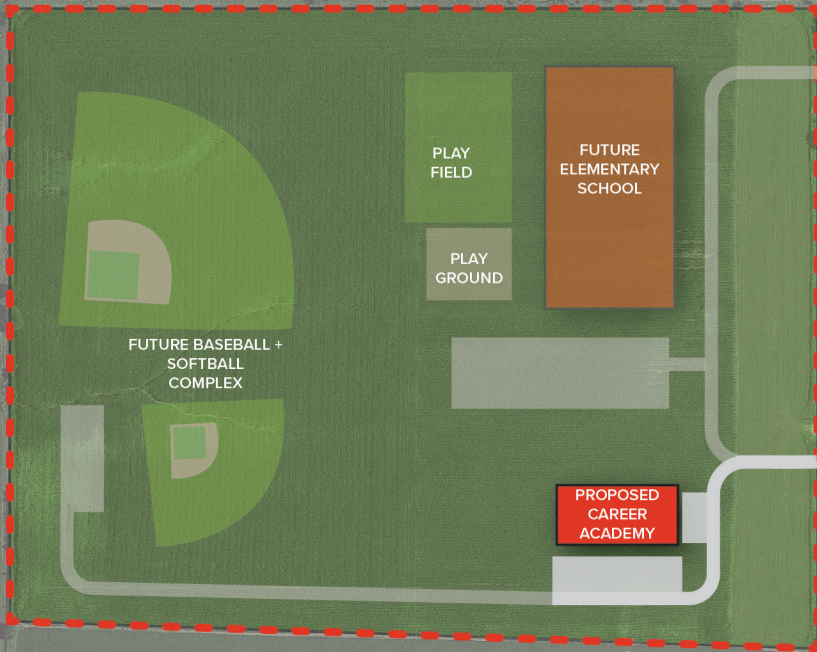 PLAY
FIELD
FUTURE
ELEMENTARY
SCHOOL
PLAY
GROUND
FUTURE BASEBALL +
SOFTBALL
COMPLEX
PROPOSED
CAREER
ACADEMY